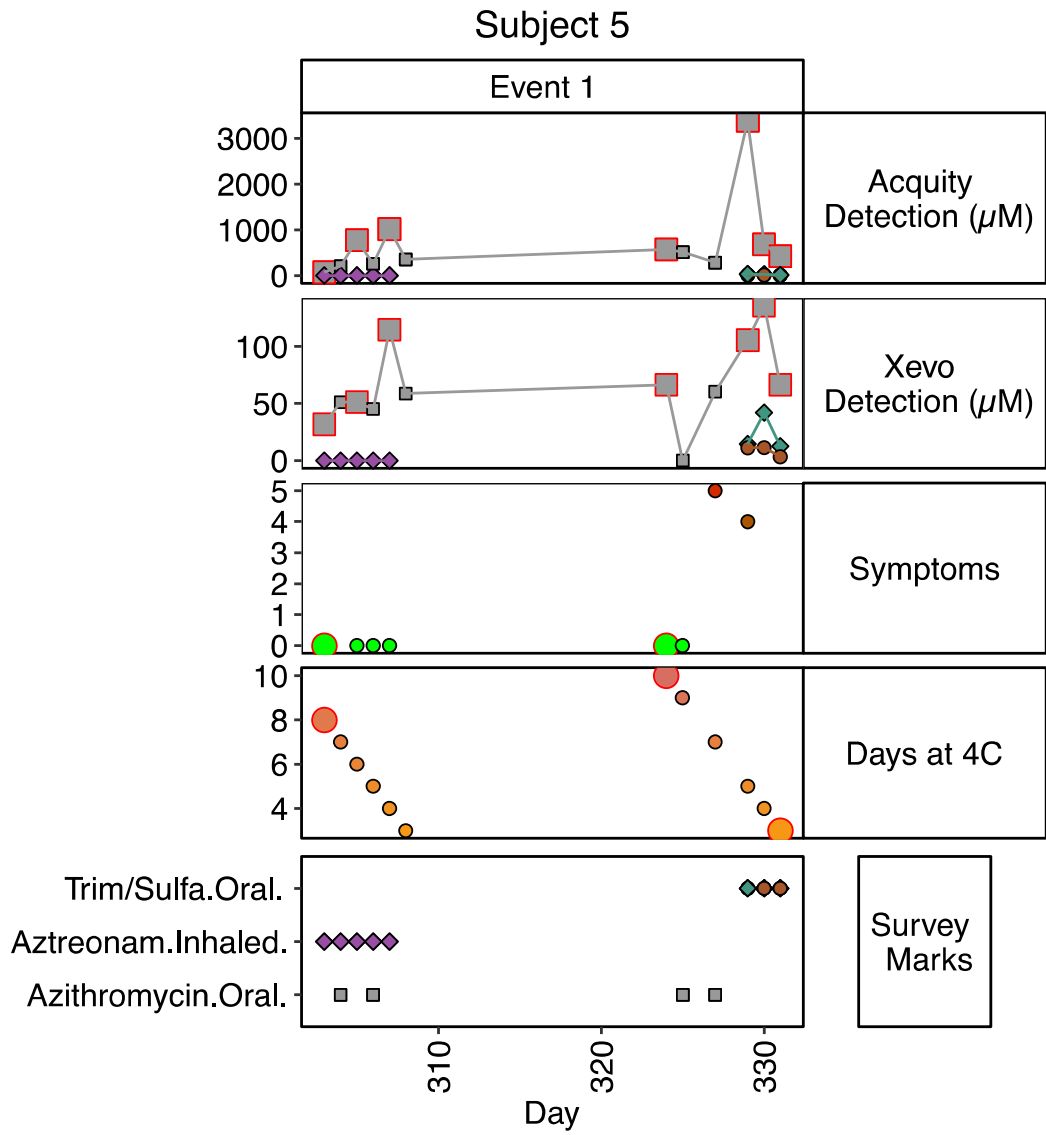 Subject 5
Event 1
3000
2000
1000
0
Acquity
Detection (µM)
100
50
0
Xevo
Detection (µM)
5
4
3
2
1
0
Symptoms
10
8
6
4
Days at 4C
Trim/Sulfa.Oral.
Aztreonam.Inhaled.
Azithromycin.Oral.
Survey
Marks
310
320
330
Day